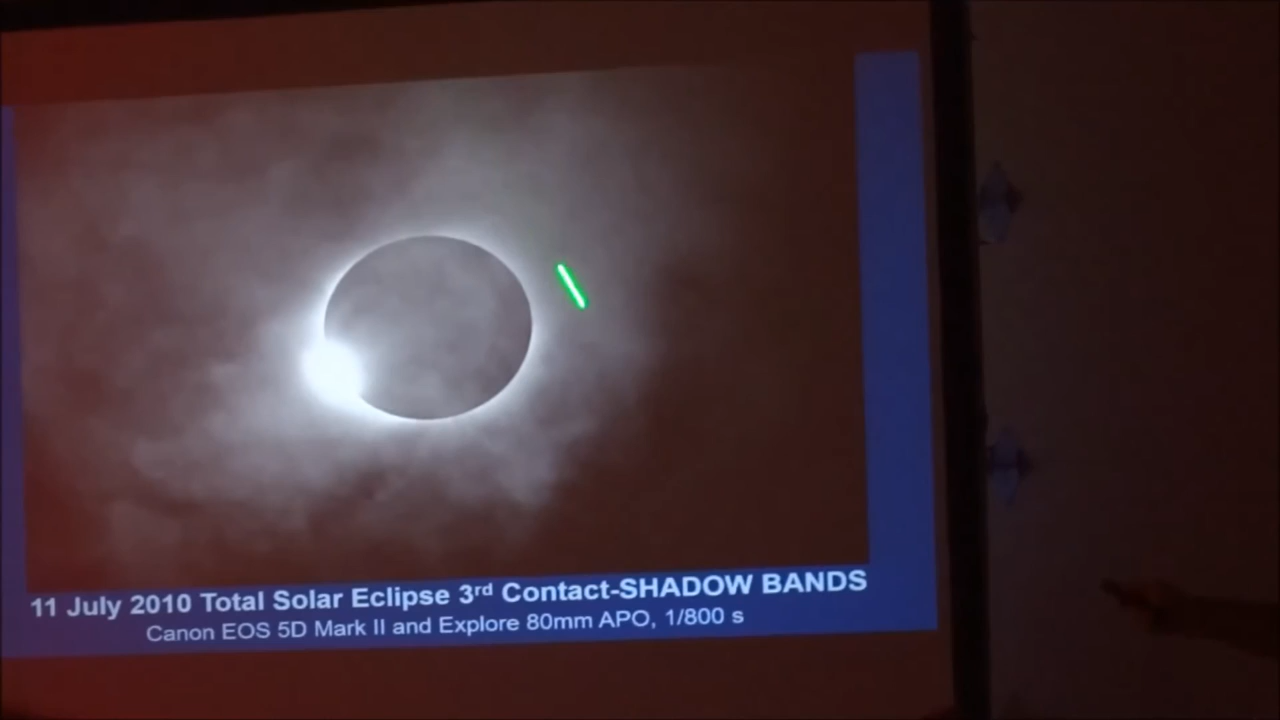 11 July 2010 Total Solar Eclipse 3rd Contact-SHADOW BANDS
Canon EOS 5D Mark II and Explore 80mm APO, 1/800 s